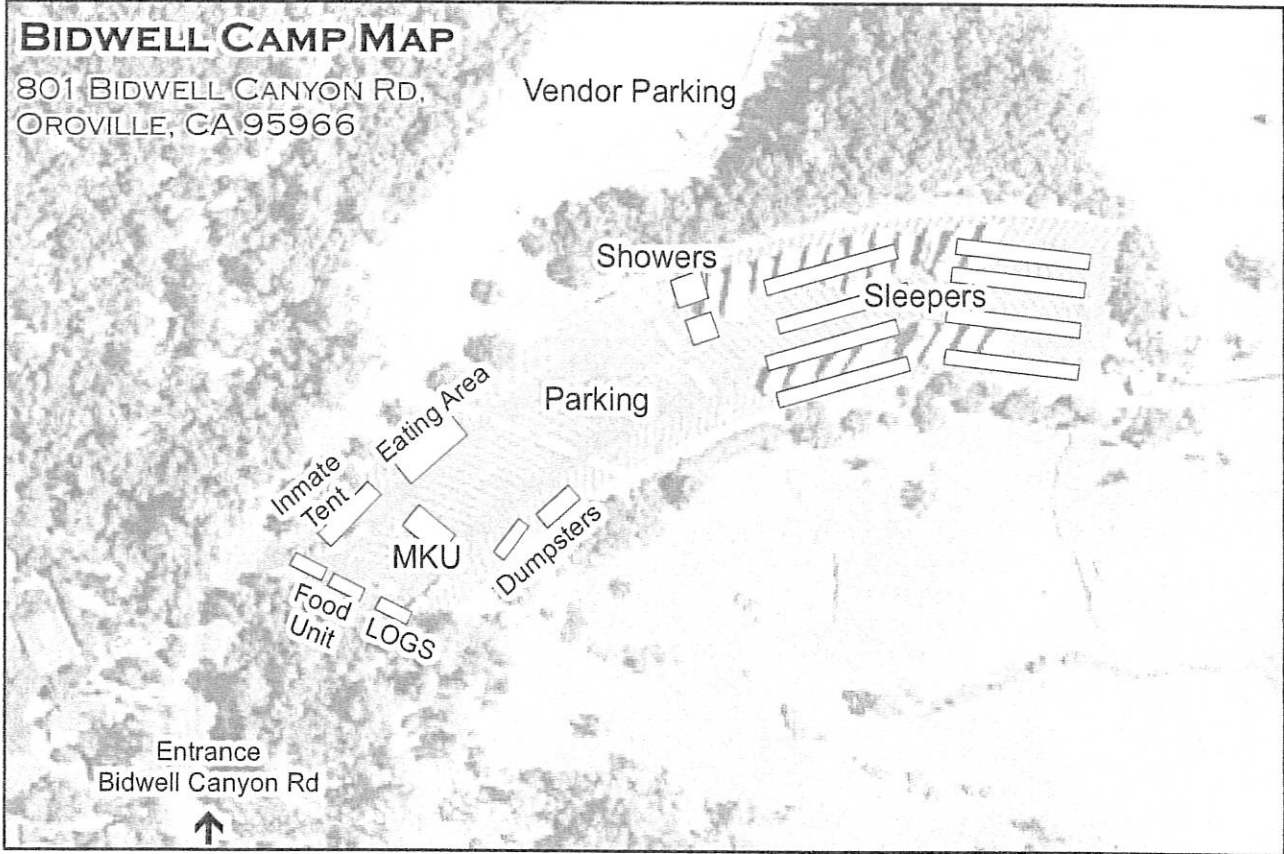 BIDWELL CAMP MAP
801 BIDWELL CANYON RD,
OROVILLE, CA 95966
Vendor Parking
Showers
Sleepers
Parking
Eating Area
Inmate
Tent
MKU
Dumpsters
Food
Unit
LOGS
Entrance
Bidwell Canyon Rd